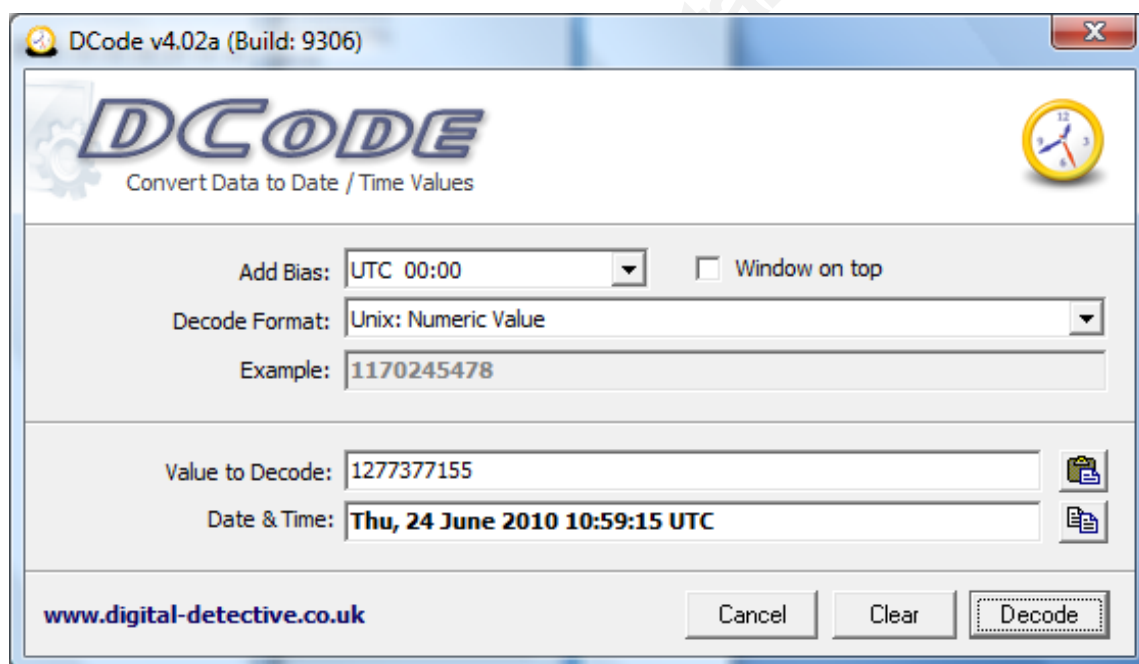 DCode v4.02a (Build: 9306)
DCODE
Convert Data to Date / Time Values
Add Bias: UTC 00:00 Window on top
Decode Format: Unix: Numeric Value
Example: 1170245478
Value to Decode: 1277377155
Date & Time: Thu, 24 June 2010 10:59:15 UTC
www.digital-detective.co.uk Cancel Clear Decode